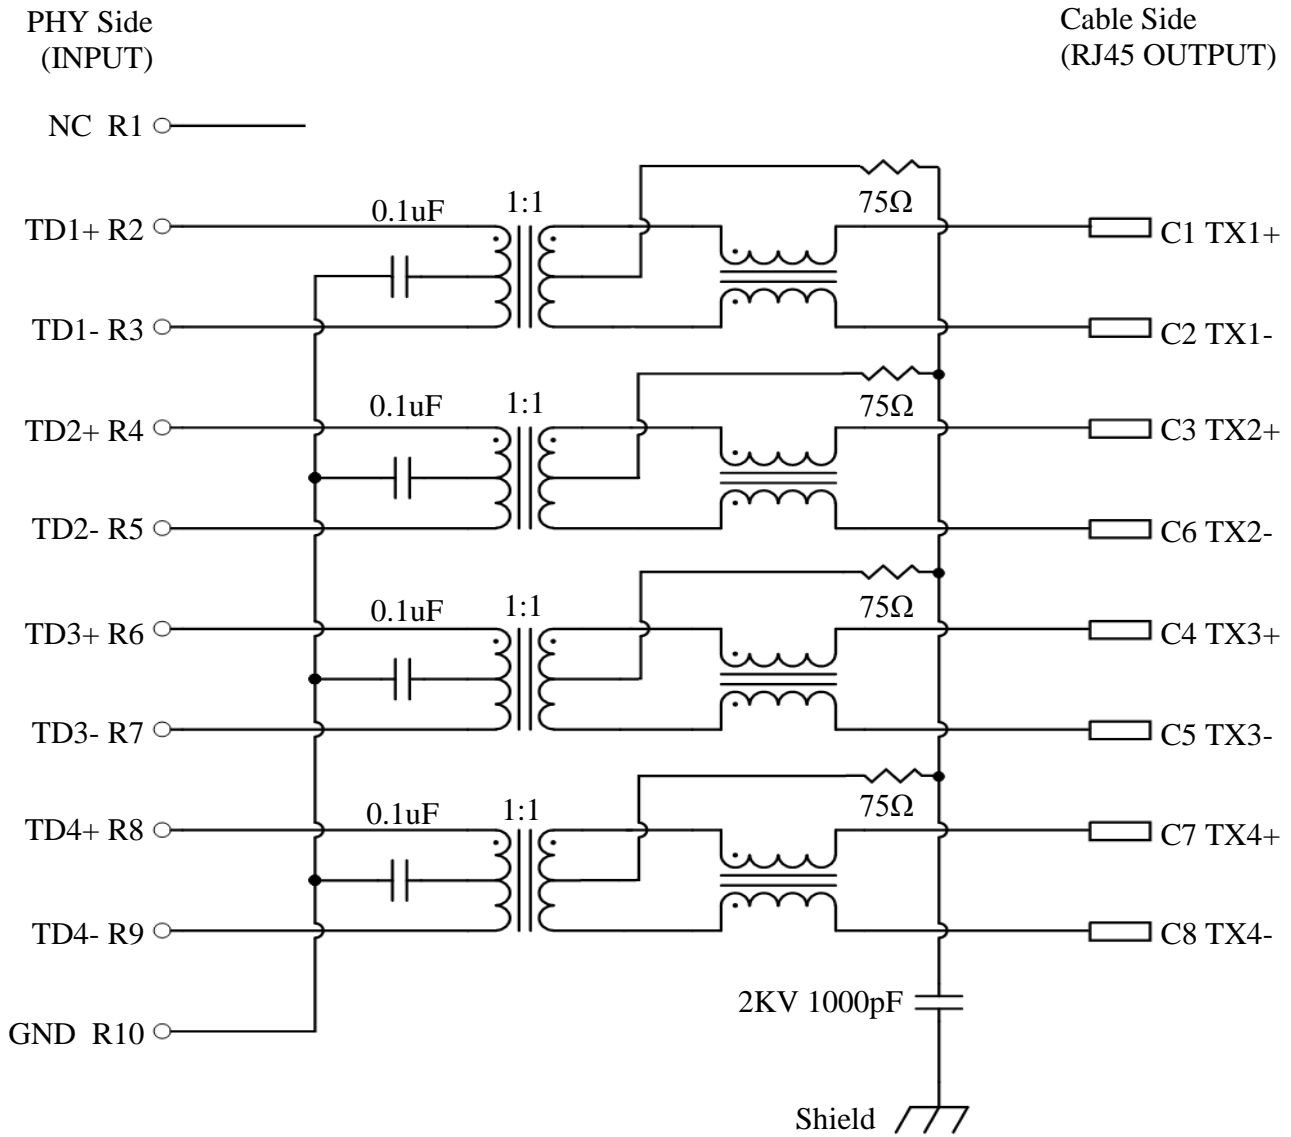 PHY Side
(INPUT)
Cable Side
(RJ45 OUTPUT)
NC R1
75Ω
0.1uF
1:1
TD1+ R2
C1 TX1+
TD1- R3
C2 TX1-
75Ω
0.1uF
1:1
TD2+ R4
C3 TX2+
TD2- R5
C6 TX2-
75Ω
0.1uF
1:1
TD3+ R6
C4 TX3+
TD3- R7
C5 TX3-
75Ω
0.1uF
1:1
TD4+ R8
C7 TX4+
TD4- R9
C8 TX4-
2KV 1000pF
GND R10
Shield